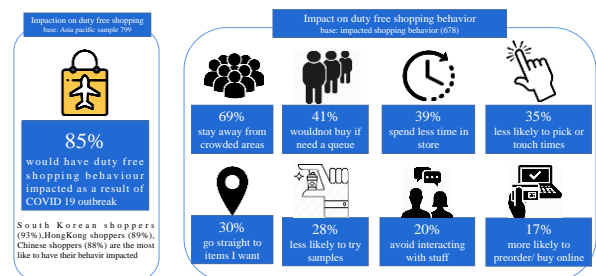 Impaction on duty free shopping
base: Asia pacific sample 799
85%
would have duty free
shopping behaviour
impacted as a result of
COVID 19 outbreak
South Korean shoppers
(93%),HongKong shoppers (89%),
Chinese shoppers (88%) are the most
like to have their behavir impacted
Impact on duty free shopping behavior
base: impacted shopping behavior (678)
69%
stay away from
crowded areas
41%
wouldnot buy if
need a queue
39%
spend less time in
store
35%
less likely to pick or
touch times
30%
go straight to
items I want
28%
less likely to try
samples
20%
avoid interacting
with stuff
17%
more likely to
preorder/ buy online